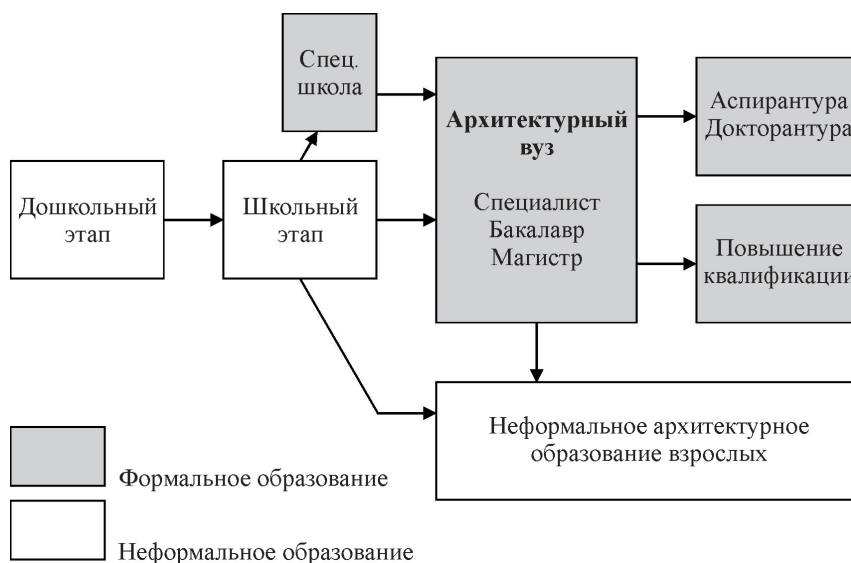 Спец.
школа
Архитектурный
вуз
Специалист
Бакалавр
Магистр
Аспирантура
Докторантура
Дошкольный
этап
Школьный
этап
Повышение
квалификации
Неформальное архитектурное
образование взрослых
Формальное образование
Неформальное образование